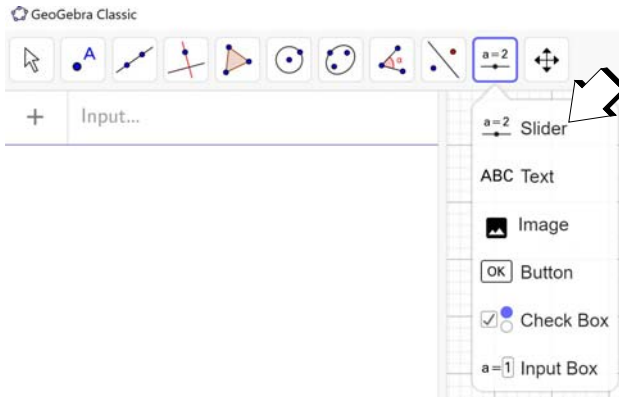 GeoGebra Classic
A
α
a=2
+ Input...
a=2 Slider
ABC Text
Image
OK Button
Check Box
a=1 Input Box